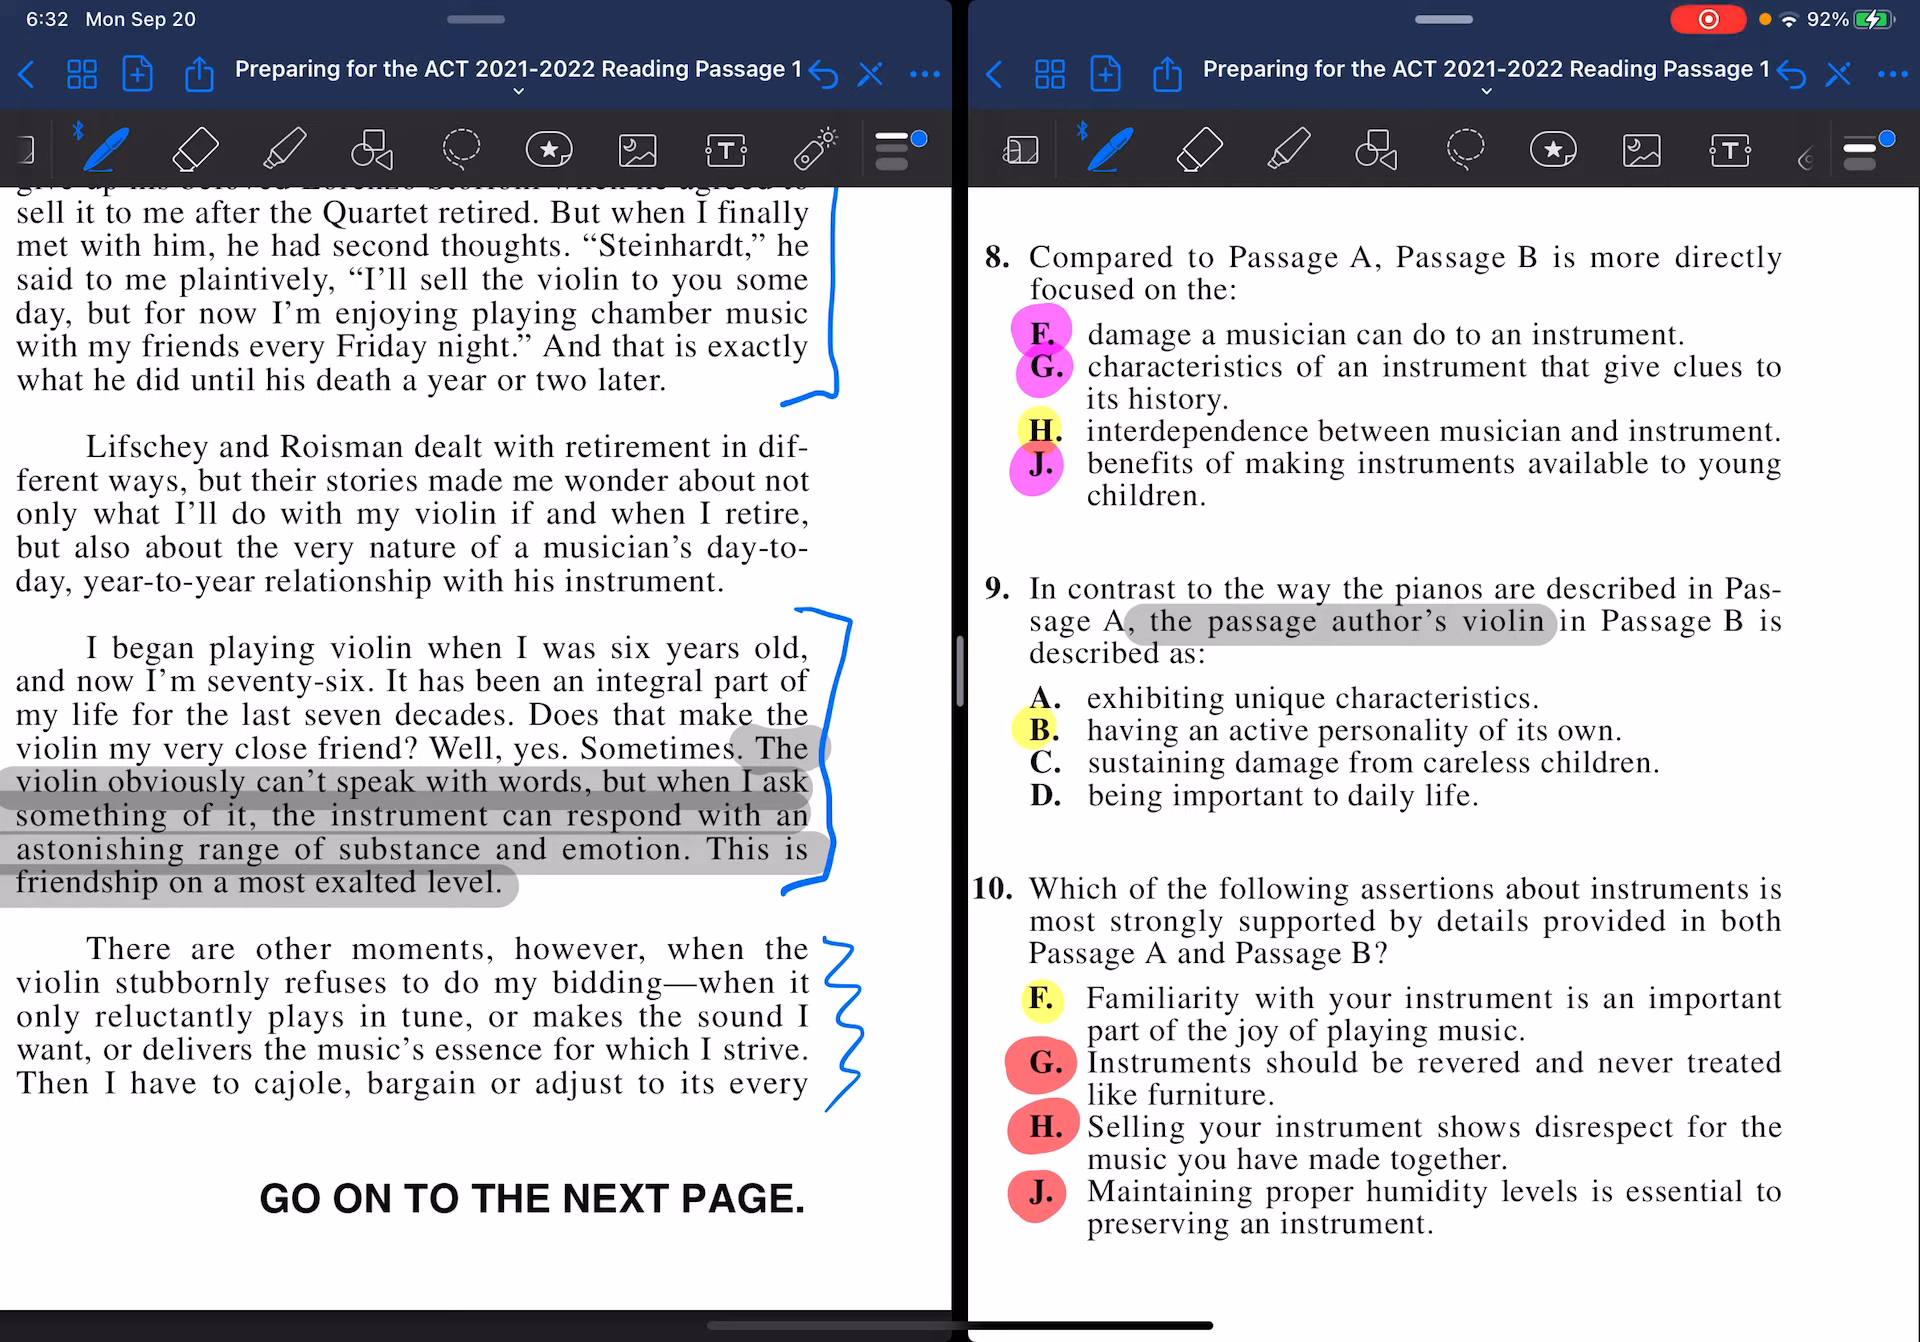 6:32 Mon Sep 20
92%
Preparing for the ACT 2021-2022 Reading Passage 1
Preparing for the ACT 2021-2022 Reading Passage 1
sell it to me after the Quartet retired. But when I finally
met with him, he had second thoughts. “Steinhardt,” he
said to me plaintively, “I’ll sell the violin to you some
day, but for now I’m enjoying playing chamber music
with my friends every Friday night.” And that is exactly
what he did until his death a year or two later.
Lifschey and Roisman dealt with retirement in dif-
ferent ways, but their stories made me wonder about not
only what I’ll do with my violin if and when I retire,
but also about the very nature of a musician’s day-to-
day, year-to-year relationship with his instrument.
I began playing violin when I was six years old,
and now I’m seventy-six. It has been an integral part of
my life for the last seven decades. Does that make the
violin my very close friend? Well, yes. Sometimes. The
violin obviously can’t speak with words, but when I ask
something of it, the instrument can respond with an
astonishing range of substance and emotion. This is
friendship on a most exalted level.
There are other moments, however, when the
violin stubbornly refuses to do my bidding—when it
only reluctantly plays in tune, or makes the sound I
want, or delivers the music’s essence for which I strive.
Then I have to cajole, bargain or adjust to its every
GO ON TO THE NEXT PAGE.
8. Compared to Passage A, Passage B is more directly
focused on the:
F. damage a musician can do to an instrument.
G. characteristics of an instrument that give clues to
its history.
H. interdependence between musician and instrument.
J. benefits of making instruments available to young
children.
9. In contrast to the way the pianos are described in Pas-
sage A, the passage author’s violin in Passage B is
described as:
A. exhibiting unique characteristics.
B. having an active personality of its own.
C. sustaining damage from careless children.
D. being important to daily life.
10. Which of the following assertions about instruments is
most strongly supported by details provided in both
Passage A and Passage B?
F. Familiarity with your instrument is an important
part of the joy of playing music.
G. Instruments should be revered and never treated
like furniture.
H. Selling your instrument shows disrespect for the
music you have made together.
J. Maintaining proper humidity levels is essential to
preserving an instrument.